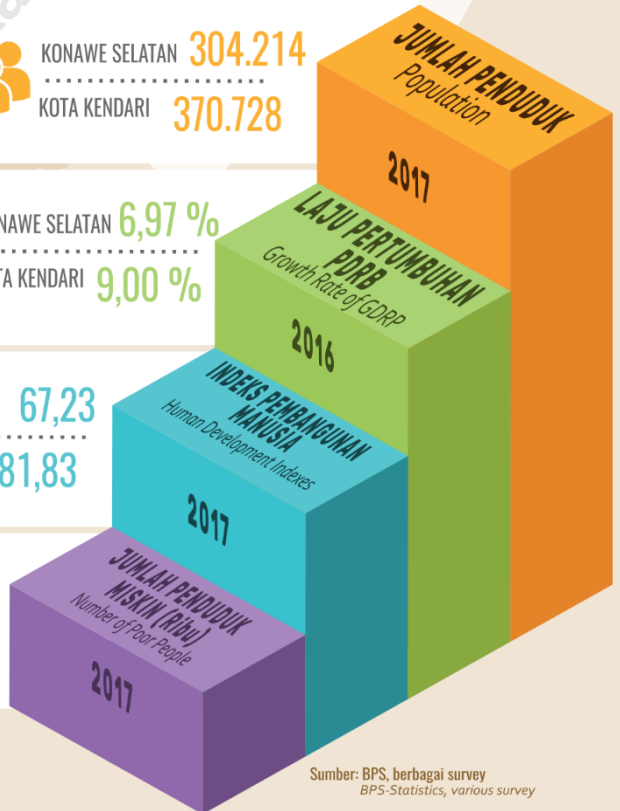 KONAWE SELATAN 304.214
KOTA KENDARI 370.728
JUMLAH PENDUDUK
Population
2017
NAWE SELATAN 6,97 %
TA KENDARI 9,00 %
LAJU PERTUMBUHAN
PDRB
Growth Rate of GDRP
2016
67,23
81,83
INDEKS PEMBANGUNAN
MANUSIA
Human Development Indexes
2017
JUMLAH PENDUDUK
MISKIN (Ribu)
Number of Poor People
2017
Sumber: BPS, berbagai survey
BPS-Statistics, various survey